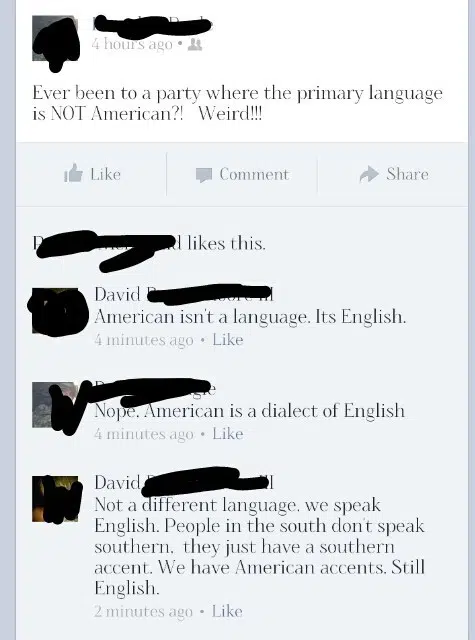 4 hours ago •
Ever been to a party where the primary language
is NOT American?! Weird!!!
Like Comment Share
likes this.
David III
American isn't a language. Its English.
4 minutes ago • Like
Nope. American is a dialect of English
4 minutes ago • Like
David III
Not a different language, we speak
English. People in the south don't speak
southern, they just have a southern
accent. We have American accents. Still
English.
2 minutes ago • Like